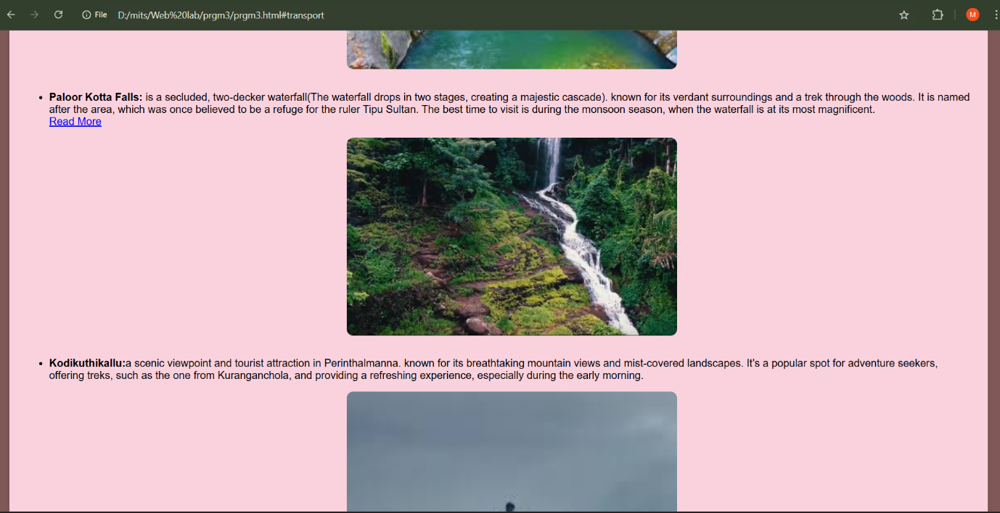 File D:/mits/Web%20lab/prgm3/prgm3.html#transport
M
• Paloor Kotta Falls: is a secluded, two-decker waterfall(The waterfall drops in two stages, creating a majestic cascade). known for its verdant surroundings and a trek through the woods. It is named
after the area, which was once believed to be a refuge for the ruler Tipu Sultan. The best time to visit is during the monsoon season, when the waterfall is at its most magnificent.
Read More
• Kodikuthikallu:a scenic viewpoint and tourist attraction in Perinthalmanna. known for its breathtaking mountain views and mist-covered landscapes. It's a popular spot for adventure seekers,
offering treks, such as the one from Kuranganchola, and providing a refreshing experience, especially during the early morning.